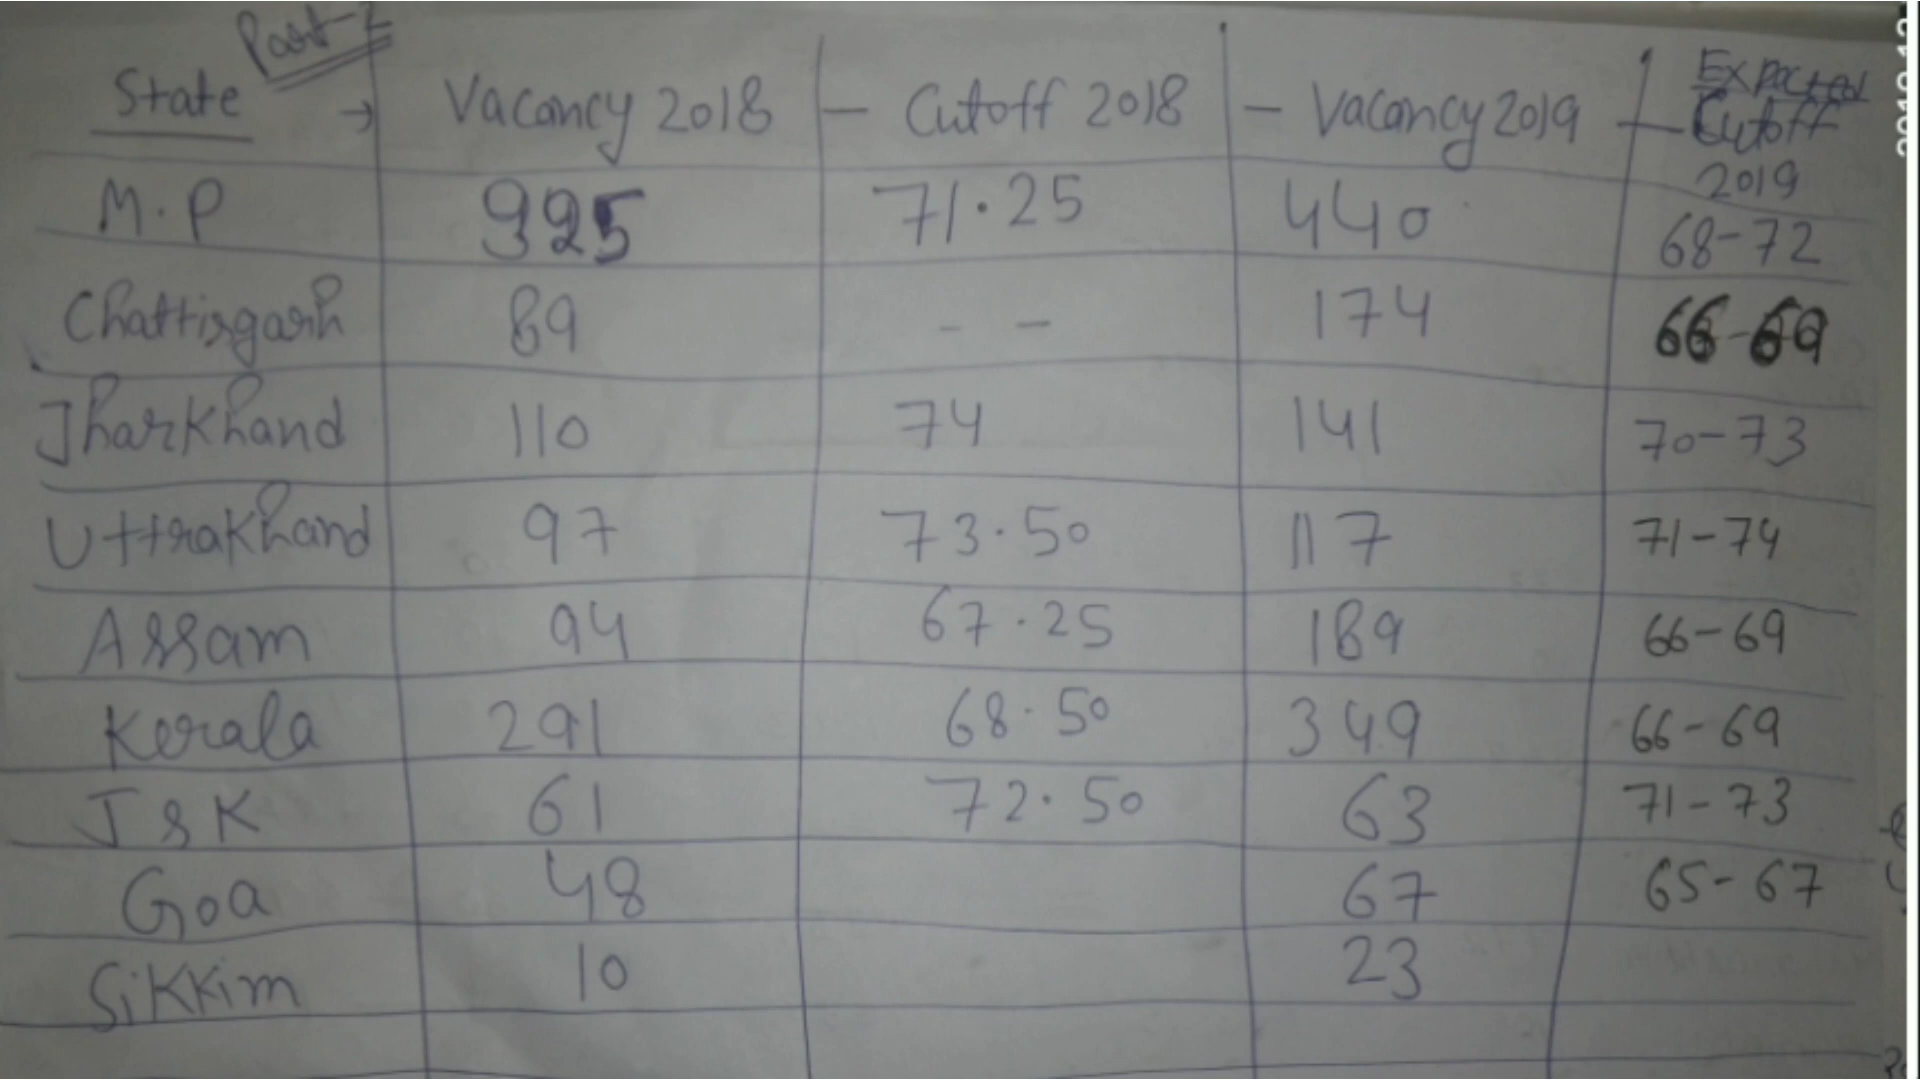 Part-2
State → Vacancy 2018 - Cutoff 2018 - Vacancy 2019 - Expected Cutoff 2019
M.P 925 71.25 440 68-72
Chattisgarh 89 - - 174 66-69
Jharkhand 110 74 141 70-73
Uttrakhand 97 73.50 117 71-74
Assam 94 67.25 189 66-69
Kerala 291 68.50 349 66-69
J&K 61 72.50 63 71-73
Goa 48 67 65-67
Sikkim 10 23